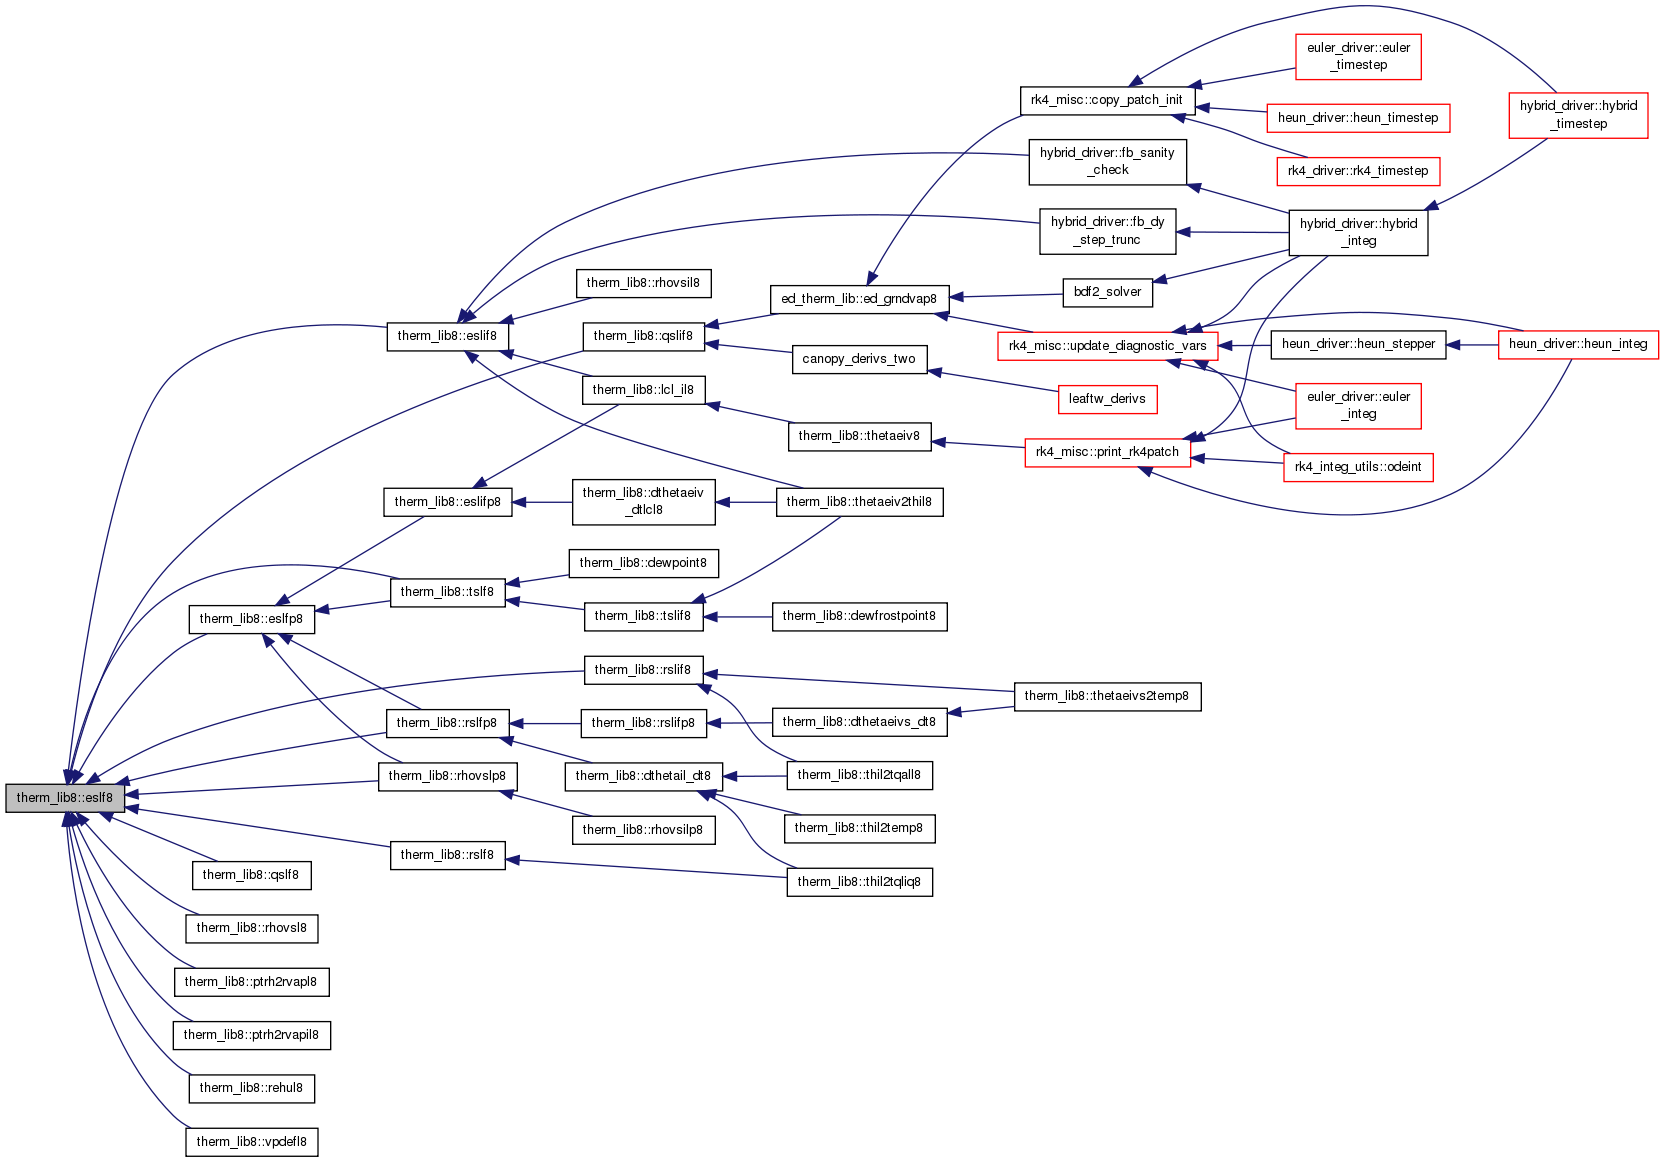 euler_driver::euler
_timestep
rk4_misc::copy_patch_init
hybrid_driver::hybrid
_timestep
heun_driver::heun_timestep
hybrid_driver::fb_sanity
_check
rk4_driver::rk4_timestep
hybrid_driver::fb_dy
_step_trunc
hybrid_driver::hybrid
_integ
therm_lib8::rhovsil8
ed_therm_lib::ed_grndvap8
bdf2_solver
therm_lib8::eslif8
therm_lib8::qslif8
rk4_misc::update_diagnostic_vars
heun_driver::heun_stepper
heun_driver::heun_integ
canopy_derivs_two
therm_lib8::lcl_il8
leaftw_derivs
euler_driver::euler
_integ
therm_lib8::thetaeiv8
rk4_misc::print_rk4patch
rk4_integ_utils::odeint
therm_lib8::eslifp8
therm_lib8::dthetaeiv
_dtlcl8
therm_lib8::thetaeiv2thil8
therm_lib8::dewpoint8
therm_lib8::tslf8
therm_lib8::eslfp8
therm_lib8::tslif8
therm_lib8::dewfrostpoint8
therm_lib8::rslif8
therm_lib8::thetaeivs2temp8
therm_lib8::rslfp8
therm_lib8::rslifp8
therm_lib8::dthetaeivs_dt8
therm_lib8::rhovslp8
therm_lib8::dthetail_dt8
therm_lib8::thil2tqall8
therm_lib8::eslf8
therm_lib8::rhovsilp8
therm_lib8::thil2temp8
therm_lib8::rslf8
therm_lib8::qslf8
therm_lib8::thil2tqliq8
therm_lib8::rhovsl8
therm_lib8::ptrh2rvapl8
therm_lib8::ptrh2rvapil8
therm_lib8::rehul8
therm_lib8::vpdefl8